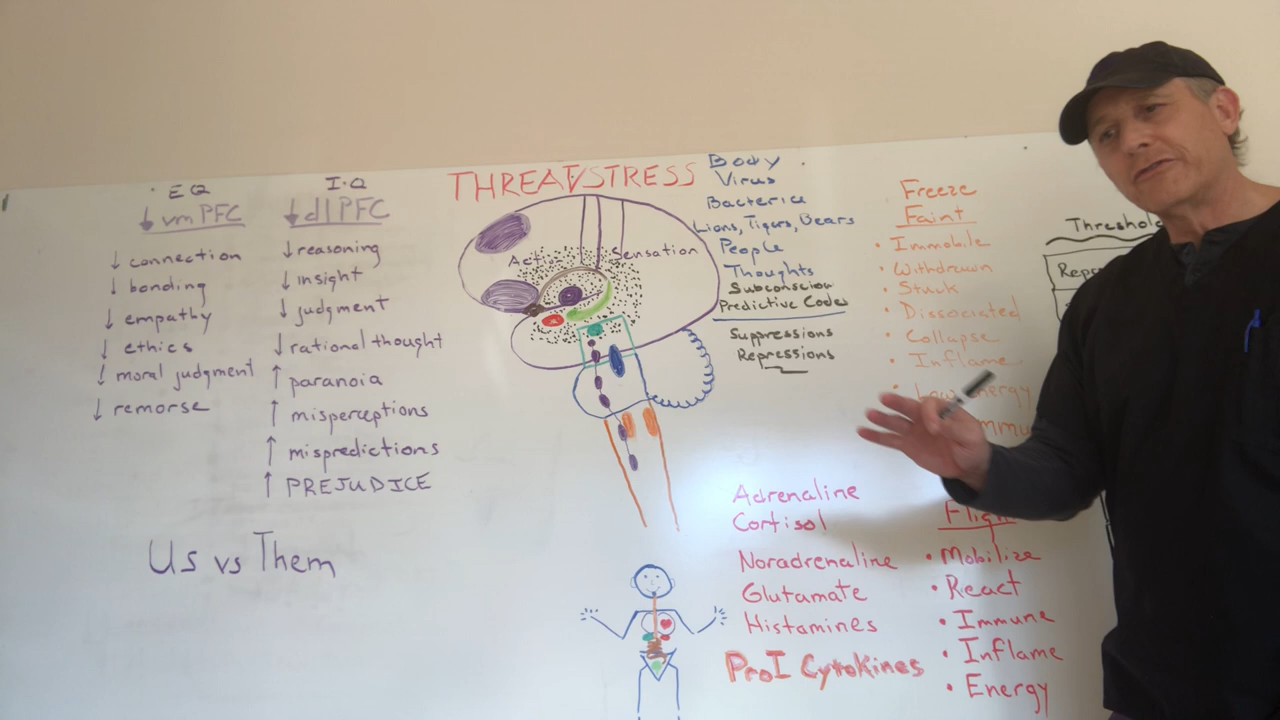 EQ
↓ vmPFC
↓ connection
↓ bonding
↓ empathy
↓ ethics
↓ moral judgment
↓ remorse
Us vs Them
I.Q
↓ dlPFC
↓ reasoning
↓ insight
↓ judgment
↓ rational thought
↑ paranoia
↑ misperceptions
↑ mispredictions
↑ PREJUDICE
THREAT/STRESS
Sensation
Body
Virus
Bacteria
Lions, Tigers, Bears
People
Thoughts
Subconscious
Predictive Codes
Suppressions
Repressions
Adrenaline
Cortisol
Noradrenaline
Glutamate
Histamines
ProI Cytokines
Freeze
Faint
• Immobile
• Withdrawn
• Stuck
• Dissociated
• Collapse
• Inflame
• Low energy
• Mobilize
• React
• Immune
• Inflame
• Energy